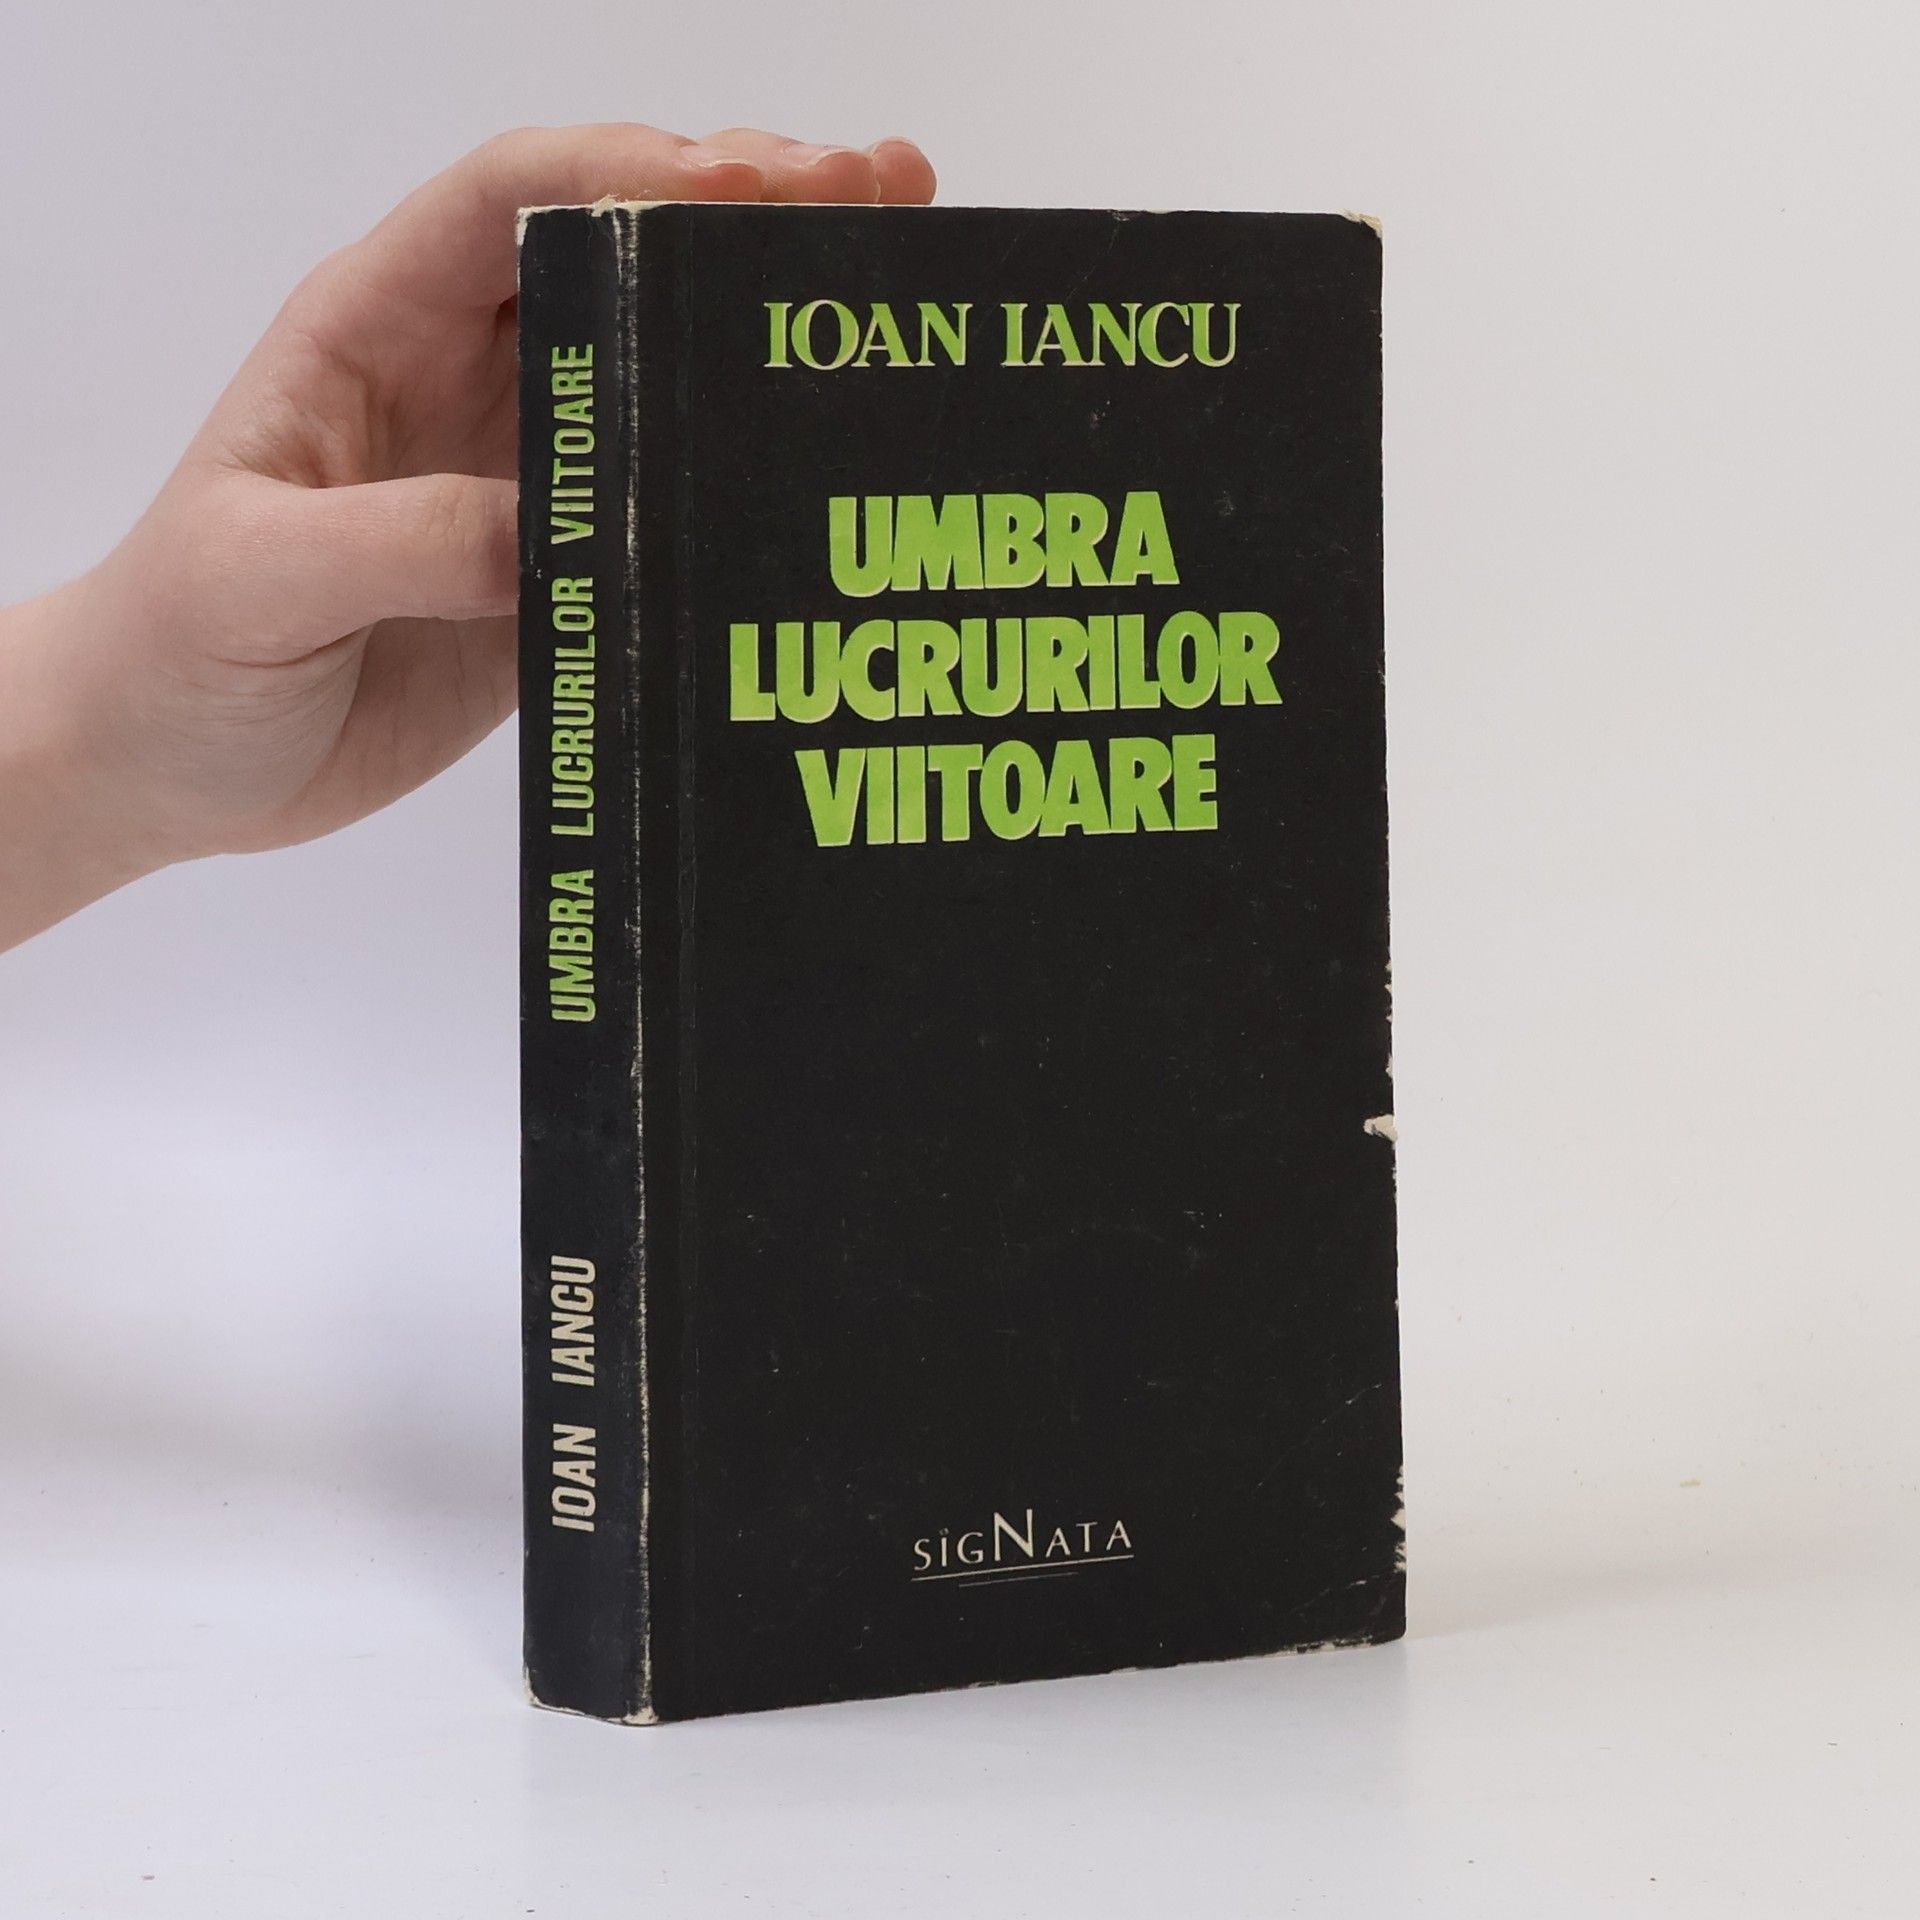 IOAN IANCU
UMBRA
LUCRURILOR
VIITOARE
SIGNATA
IOAN IANCU UMBRA LUCRURILOR VIITOARE